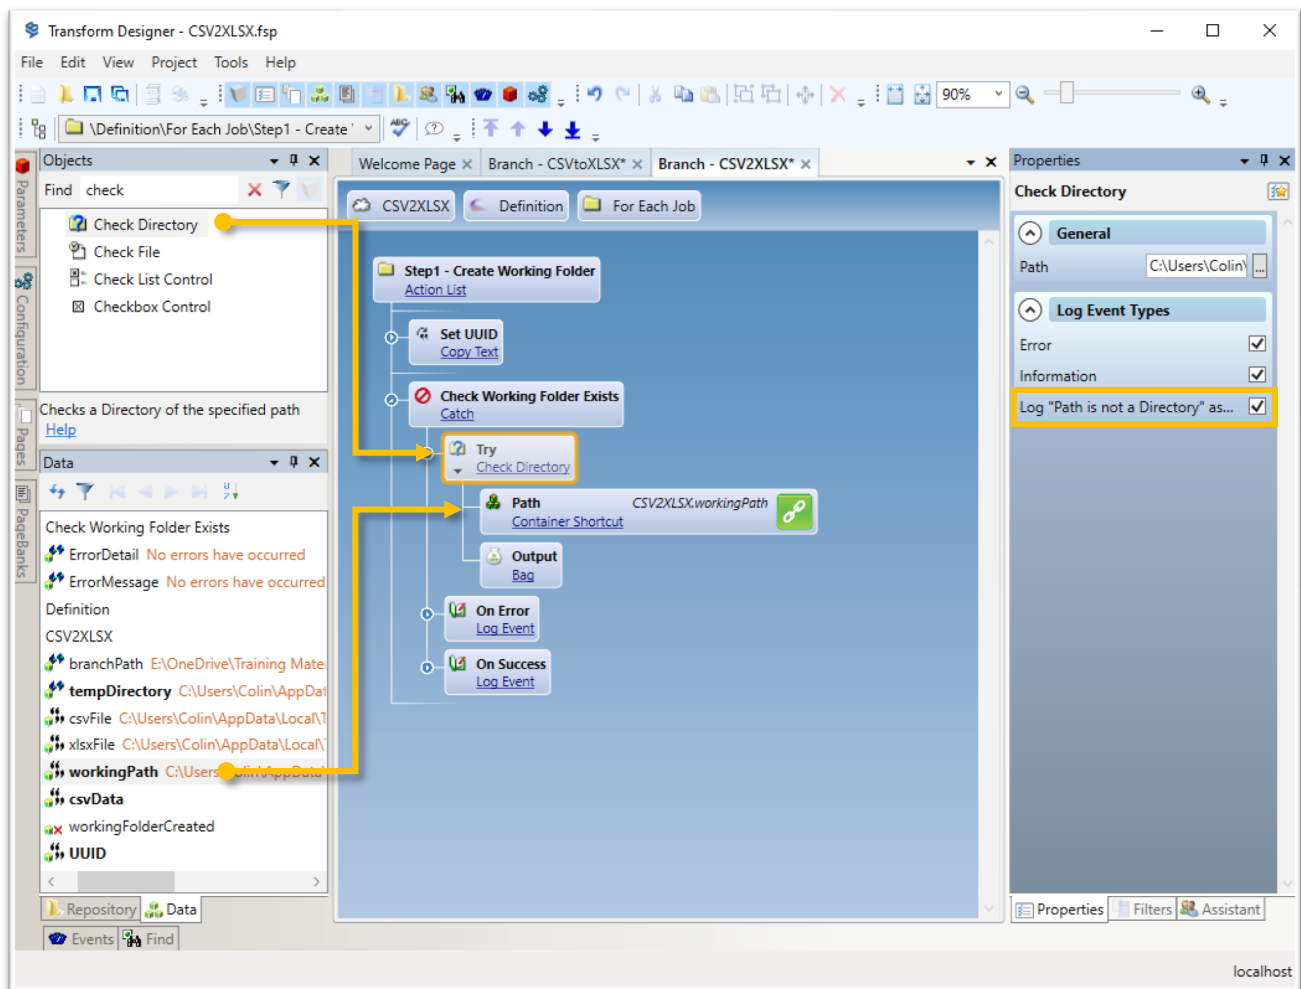 Transform Designer - CSV2XLSX.fsp
File Edit View Project Tools Help
90%
\Definition\For Each Job\Step1 - Create
ABC
Objects
Find check
Check Directory
Check File
Check List Control
Checkbox Control
Checks a Directory of the specified path
Help
Parameters
Configuration
Pages
PageBanks
Data
Check Working Folder Exists
ErrorDetail No errors have occurred
ErrorMessage No errors have occurred
Definition
CSV2XLSX
branchPath E:\OneDrive\Training Mate
tempDirectory C:\Users\Colin\AppDat
csvFile C:\Users\Colin\AppData\Local\T
xlsxFile C:\Users\Colin\AppData\Local\
workingPath C:\Users\Colin\AppData\
csvData
workingFolderCreated
UUID
Repository Data
Events Find
Welcome Page Branch - CSVtoXLSX* Branch - CSV2XLSX*
CSV2XLSX Definition For Each Job
Step1 - Create Working Folder
Action List
Set UUID
Copy Text
Check Working Folder Exists
Catch
Try
Check Directory
Path CSV2XLSX.workingPath
Container Shortcut
Output
Bag
On Error
Log Event
On Success
Log Event
Properties
Check Directory
General
Path C:\Users\Colin\ ...
Log Event Types
Error
Information
Log "Path is not a Directory" as...
Properties Filters Assistant
localhost